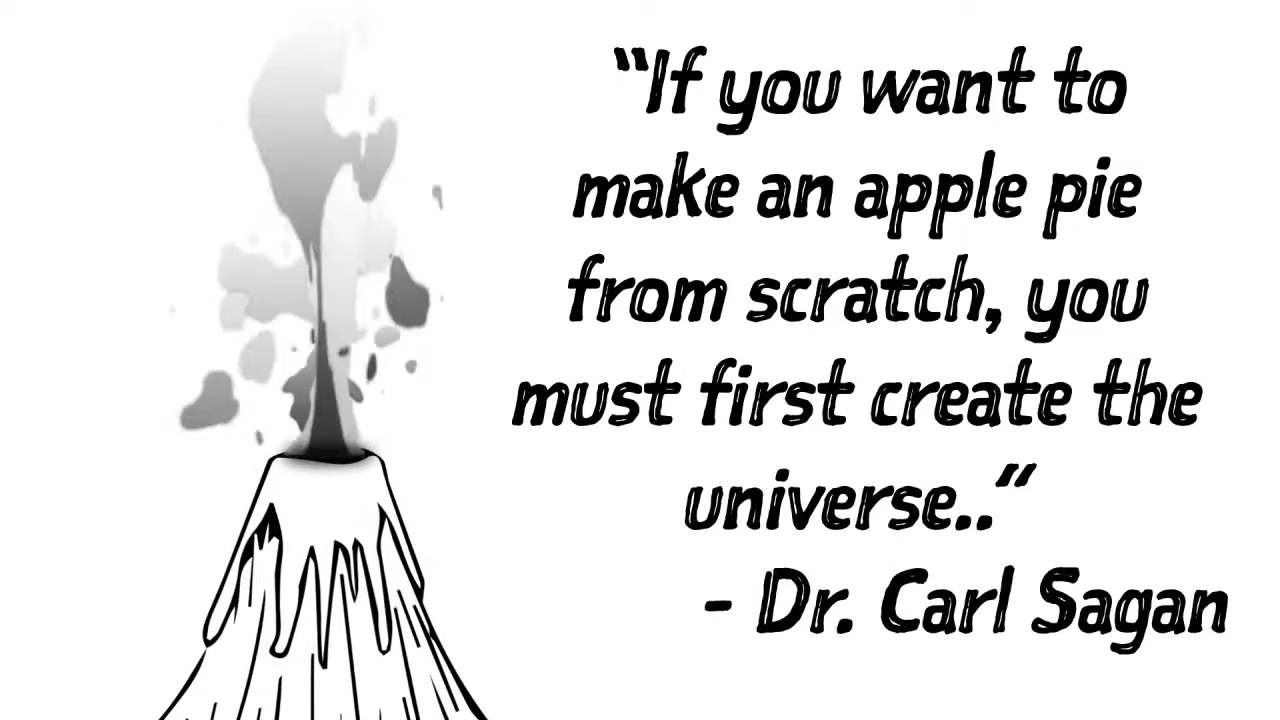 “If you want to
make an apple pie
from scratch, you
must first create the
universe..”
- Dr. Carl Sagan